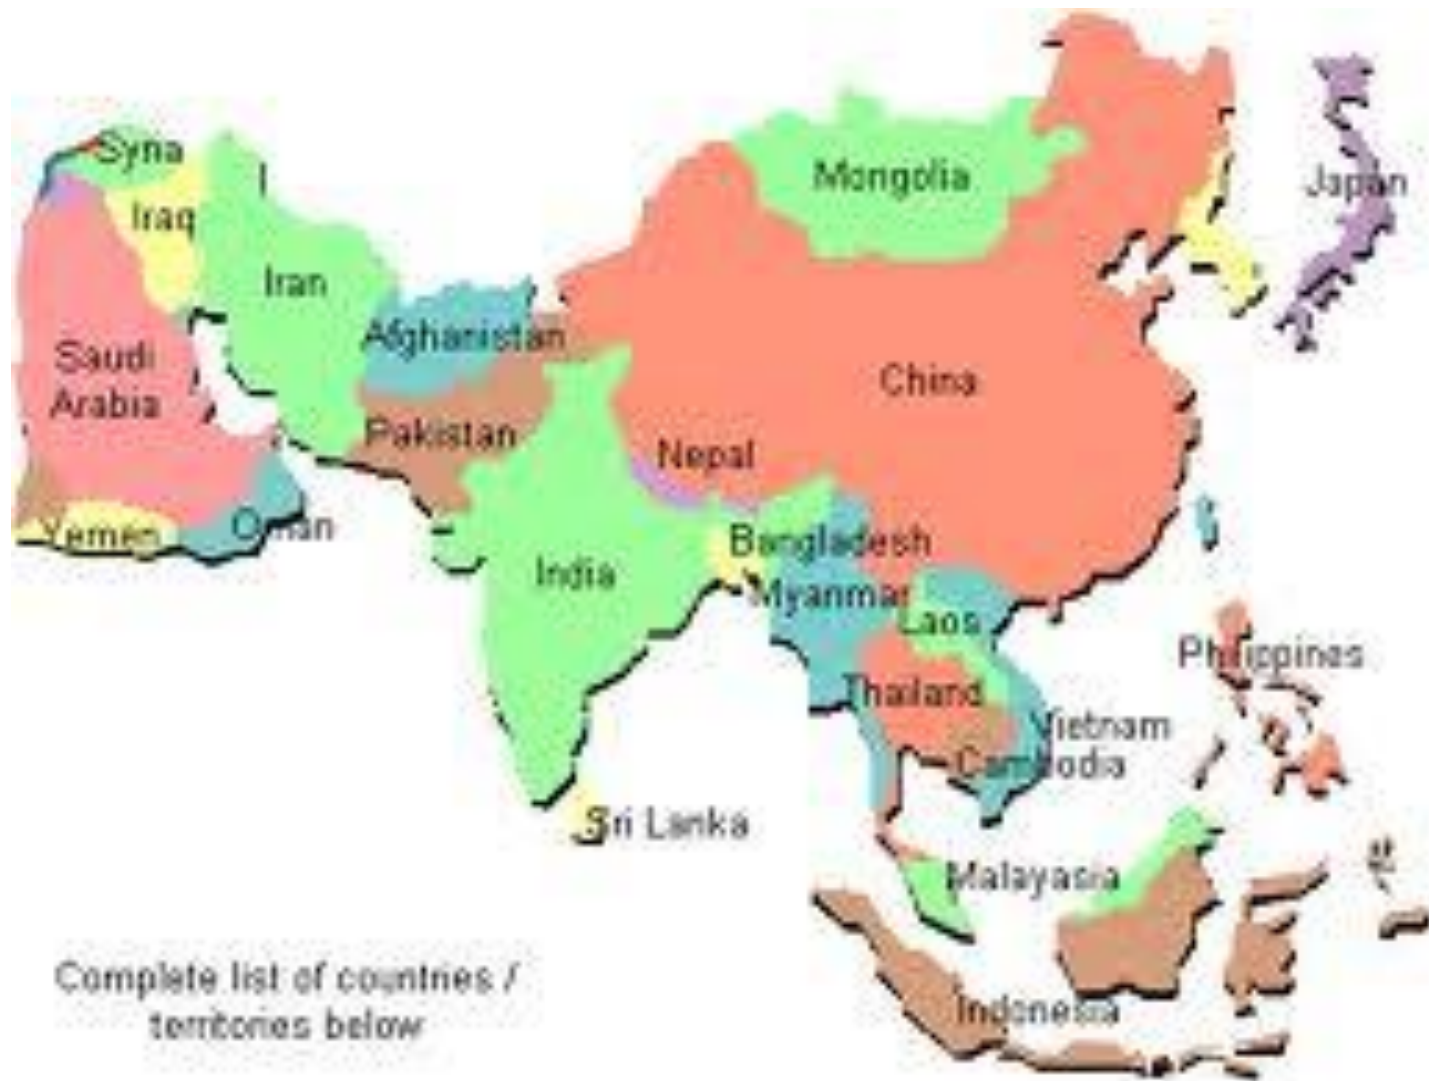 Syria
Mongolia
Japan
Iraq
Iran
Afghanistan
Saudi
Arabia
China
Pakistan
Nepal
Yemen
Oman
Bangladesh
India
Myanmar
Laos
Philippines
Thailand
Vietnam
Cambodia
Sri Lanka
Malayasia
Complete list of countries /
territories below
Indonesia